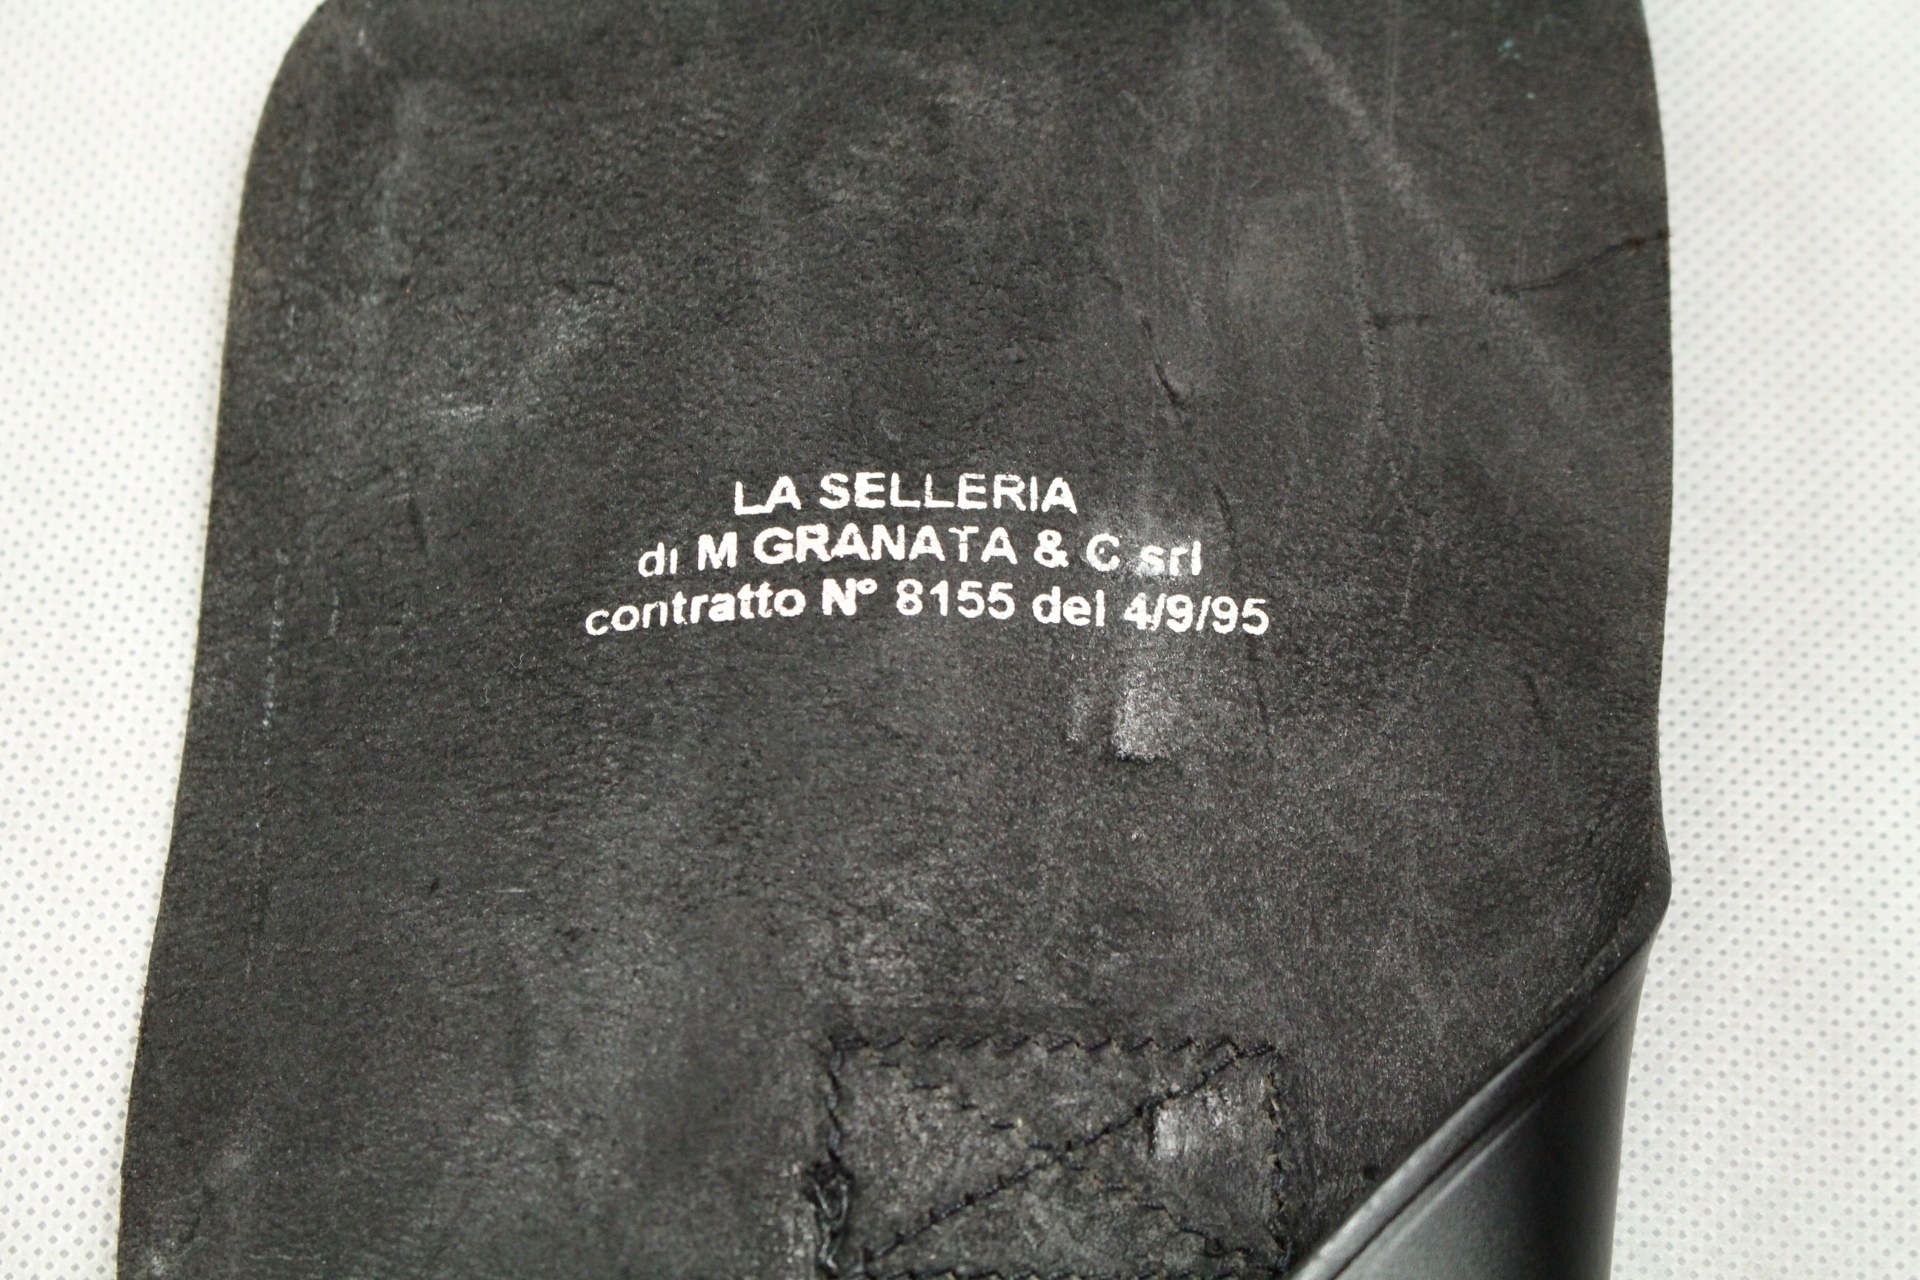 LA SELLERIA
di M GRANATA & C srl
contratto N° 8155 del 4/9/95